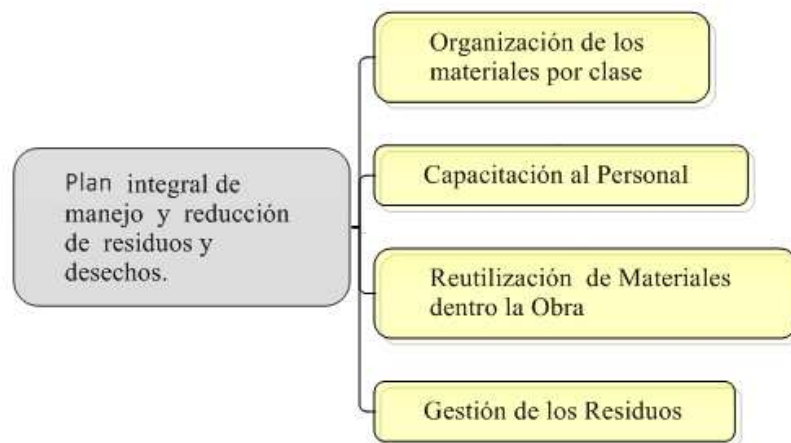 Organización de los
materiales por clase
Plan integral de
manejo y reducción
de residuos y
desechos.
Capacitación al Personal
Reutilización de Materiales
dentro la Obra
Gestión de los Residuos